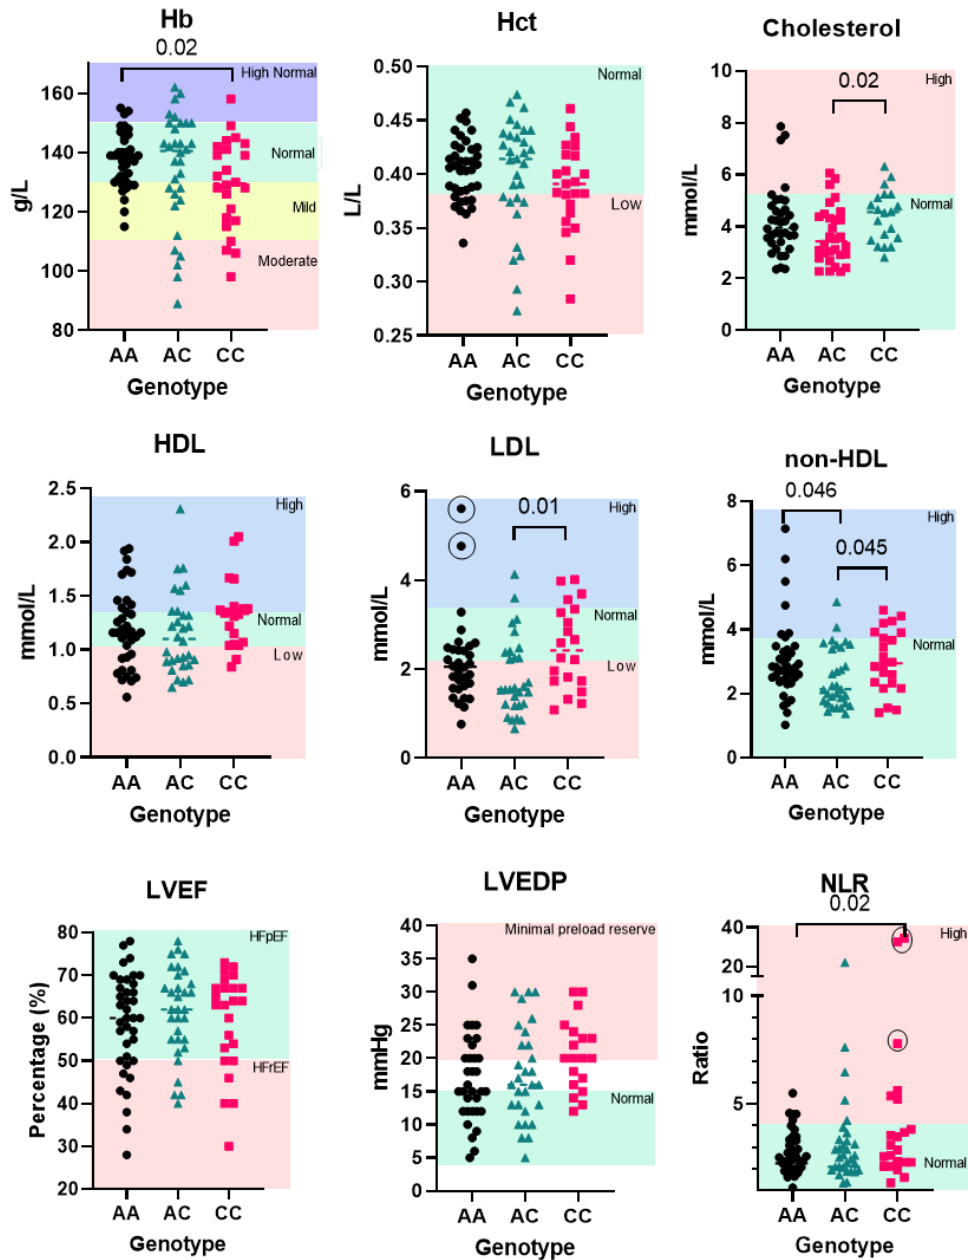 Hb
0.02
High Normal
Normal
Mild
Moderate
g/L
160
140
120
100
80
AA AC CC
Genotype
Hct
Normal
Low
L/L
0.50
0.45
0.40
0.35
0.30
0.25
AA AC CC
Genotype
Cholesterol
0.02
High
Normal
mmol/L
10
8
6
4
2
0
AA AC CC
Genotype
HDL
High
Normal
Low
mmol/L
2.5
2.0
1.5
1.0
0.5
0.0
AA AC CC
Genotype
LDL
0.01
High
Normal
Low
mmol/L
6
4
2
0
AA AC CC
Genotype
non-HDL
0.046
0.045
High
Normal
mmol/L
8
6
4
2
0
AA AC CC
Genotype
LVEF
HFpEF
HFrEF
Percentage (%)
80
70
60
50
40
30
20
AA AC CC
Genotype
LVEDP
Minimal preload reserve
Normal
mmHg
40
35
30
25
20
15
10
5
0
AA AC CC
Genotype
NLR
0.02
High
Normal
Ratio
40
20
10
5
AA AC CC
Genotype